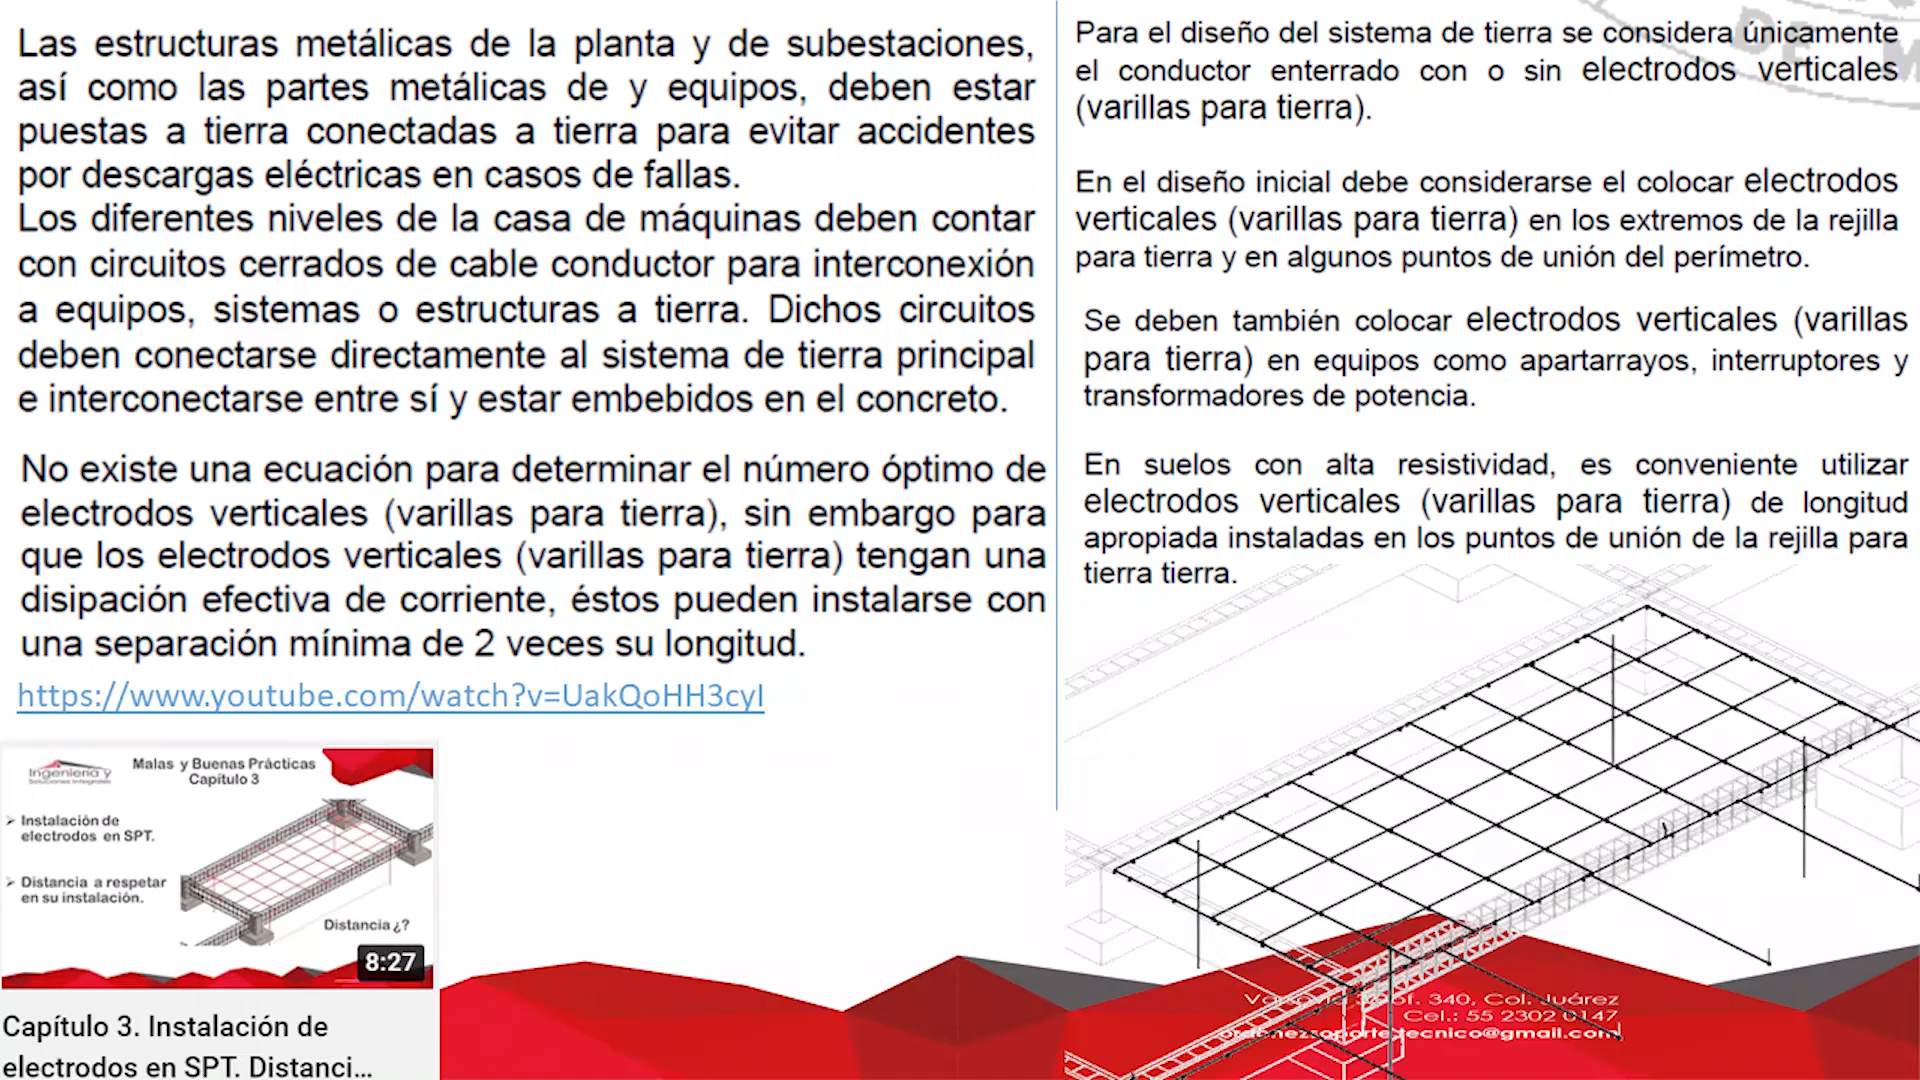 Las estructuras metálicas de la planta y de subestaciones,
así como las partes metálicas de y equipos, deben estar
puestas a tierra conectadas a tierra para evitar accidentes
por descargas eléctricas en casos de fallas.
Los diferentes niveles de la casa de máquinas deben contar
con circuitos cerrados de cable conductor para interconexión
a equipos, sistemas o estructuras a tierra. Dichos circuitos
deben conectarse directamente al sistema de tierra principal
e interconectarse entre sí y estar embebidos en el concreto.
No existe una ecuación para determinar el número óptimo de
electrodos verticales (varillas para tierra), sin embargo para
que los electrodos verticales (varillas para tierra) tengan una
disipación efectiva de corriente, éstos pueden instalarse con
una separación mínima de 2 veces su longitud.
https://www.youtube.com/watch?v=UakQoHH3cyI
Ingeniería y
Soluciones Integrales
Malas y Buenas Prácticas
Capítulo 3
➢ Instalación de
electrodos en SPT.
➢ Distancia a respetar
en su instalación.
Distancia ¿?
8:27
Capítulo 3. Instalación de
electrodos en SPT. Distanci...
Para el diseño del sistema de tierra se considera únicamente
el conductor enterrado con o sin electrodos verticales
(varillas para tierra).
En el diseño inicial debe considerarse el colocar electrodos
verticales (varillas para tierra) en los extremos de la rejilla
para tierra y en algunos puntos de unión del perímetro.
Se deben también colocar electrodos verticales (varillas
para tierra) en equipos como apartarrayos, interruptores y
transformadores de potencia.
En suelos con alta resistividad, es conveniente utilizar
electrodos verticales (varillas para tierra) de longitud
apropiada instaladas en los puntos de unión de la rejilla para
tierra tierra.
DE
340, Col. Juárez
Cel.: 55 2302 0147